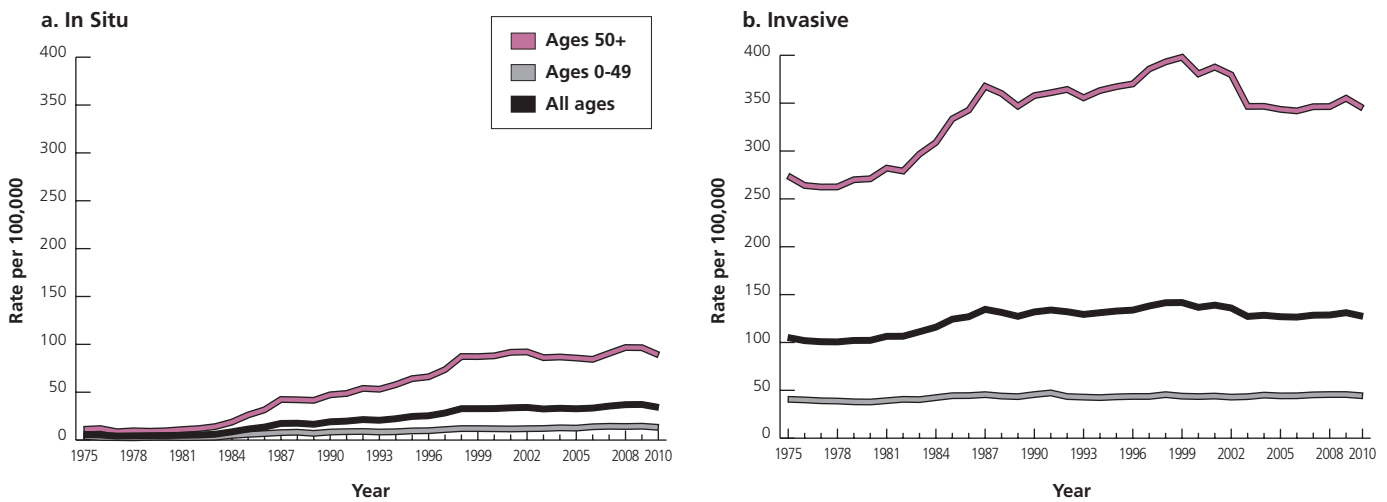 a. In Situ
Ages 50+
Ages 0-49
All ages
400
350
300
250
200
150
100
50
0
Rate per 100,000
1975 1978 1981 1984 1987 1990 1993 1996 1999 2002 2005 2008 2010
Year
b. Invasive
400
350
300
250
200
150
100
50
0
Rate per 100,000
1975 1978 1981 1984 1987 1990 1993 1996 1999 2002 2005 2008 2010
Year